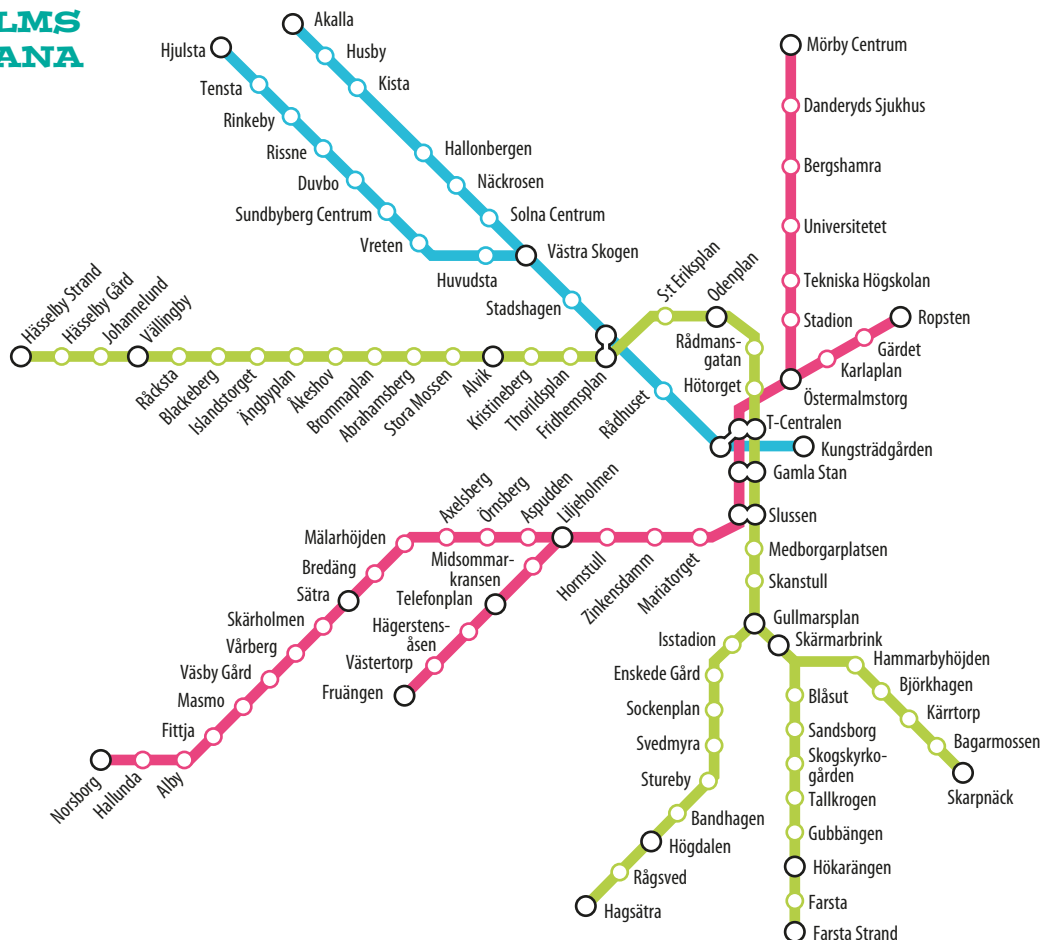 LMS
ANA
Akalla
Husby
Kista
Hallonbergen
Näckrosen
Solna Centrum
Västra Skogen
Hjulsta
Tensta
Rinkeby
Rissne
Duvbo
Sundbyberg Centrum
Vreten
Huvudsta
Stadshagen
Mörby Centrum
Danderyds Sjukhus
Bergshamra
Universitetet
Tekniska Högskolan
Stadion
Ropsten
Gärdet
Karlaplan
Östermalmstorg
Hässelby Strand
Hässelby Gård
Johannelund
Vällingby
Råcksta
Blackeberg
Islandstorget
Ängbyplan
Åkeshov
Brommaplan
Abrahamsberg
Stora Mossen
Alvik
Kristineberg
Thorildsplan
Fridhemsplan
S:t Eriksplan
Odenplan
Rådmans-
gatan
Hötorget
Rådhuset
T-Centralen
Kungsträdgården
Gamla Stan
Slussen
Medborgarplatsen
Skanstull
Gullmarsplan
Skärmarbrink
Mälarhöjden
Axelsberg
Örnsberg
Aspudden
Liljeholmen
Hornstull
Zinkensdamm
Mariatorget
Bredäng
Sätra
Skärholmen
Vårberg
Väsby Gård
Masmo
Fittja
Norsborg
Hallunda
Alby
Midsommar-
kransen
Telefonplan
Hägerstens-
åsen
Västertorp
Fruängen
Isstadion
Enskede Gård
Sockenplan
Svedmyra
Stureby
Bandhagen
Högdalen
Rågsved
Hagsätra
Hammarbyhöjden
Björkhagen
Kärrtorp
Bagarmossen
Skarpnäck
Blåsut
Sandsborg
Skogskyrko-
gården
Tallkrogen
Gubbängen
Hökarängen
Farsta
Farsta Strand